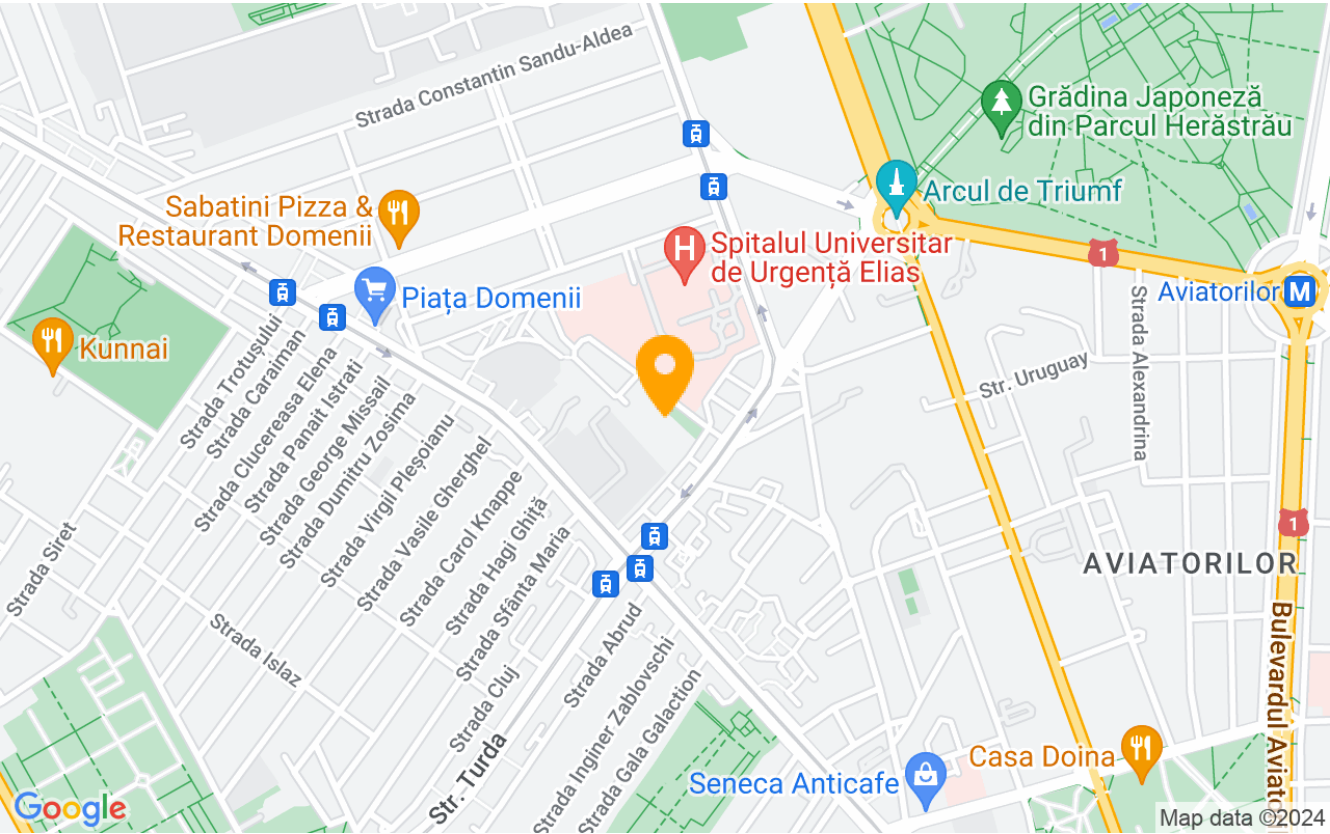 Strada Constantin Sandu-Aldea
Grădina Japoneză
din Parcul Herăstrău
Sabatini Pizza &
Restaurant Domenii
Arcul de Triumf
H
Spitalul Universitar
de Urgență Elias
1
Piața Domenii
Aviatorilor
M
Kunnai
Strada Trotușului
Strada Caraiman
Strada Clucereasa Elena
Strada Panait Istrati
Strada George Missail
Strada Dumitru Zosima
Strada Virgil Pleșoianu
Strada Vasile Gherghel
Strada Carol Knappe
Strada Hagi Ghiță
Strada Sfânta Maria
Str. Uruguay
Strada Alexandrina
1
Strada Siret
AVIATORILOR
Strada Islaz
Strada Cluj
Strada Abrud
Strada Inginer Zablovschi
Strada Gala Galaction
Str. Turda
Bulevardul Aviato
Casa Doina
Seneca Anticafe
Google
Map data ©2024